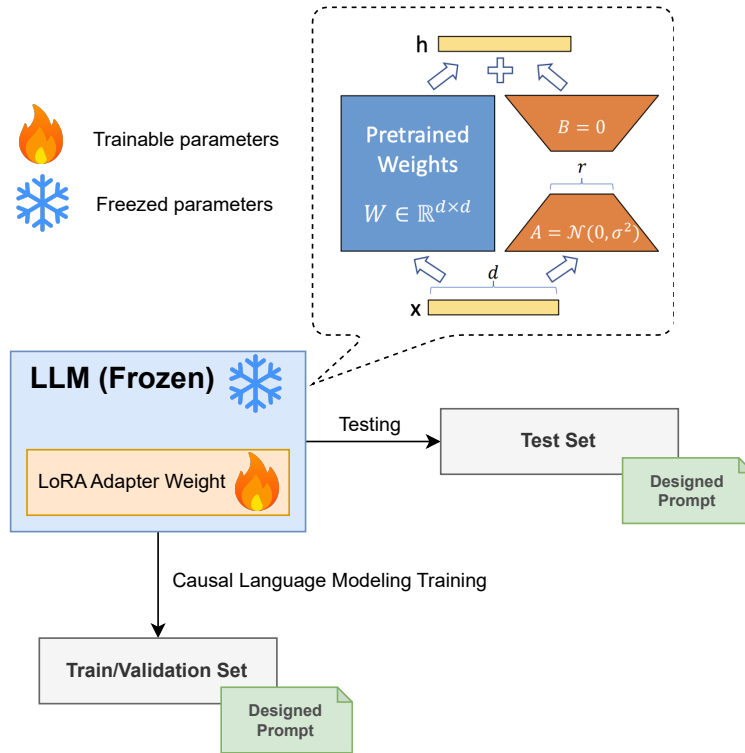 h
Pretrained
Weights
W ∈ ℝ^{d×d}
B = 0
r
A = 𝒩(0, σ²)
d
x
Trainable parameters
Freezed parameters
LLM (Frozen)
LoRA Adapter Weight
Testing
Test Set
Designed
Prompt
Causal Language Modeling Training
Train/Validation Set
Designed
Prompt